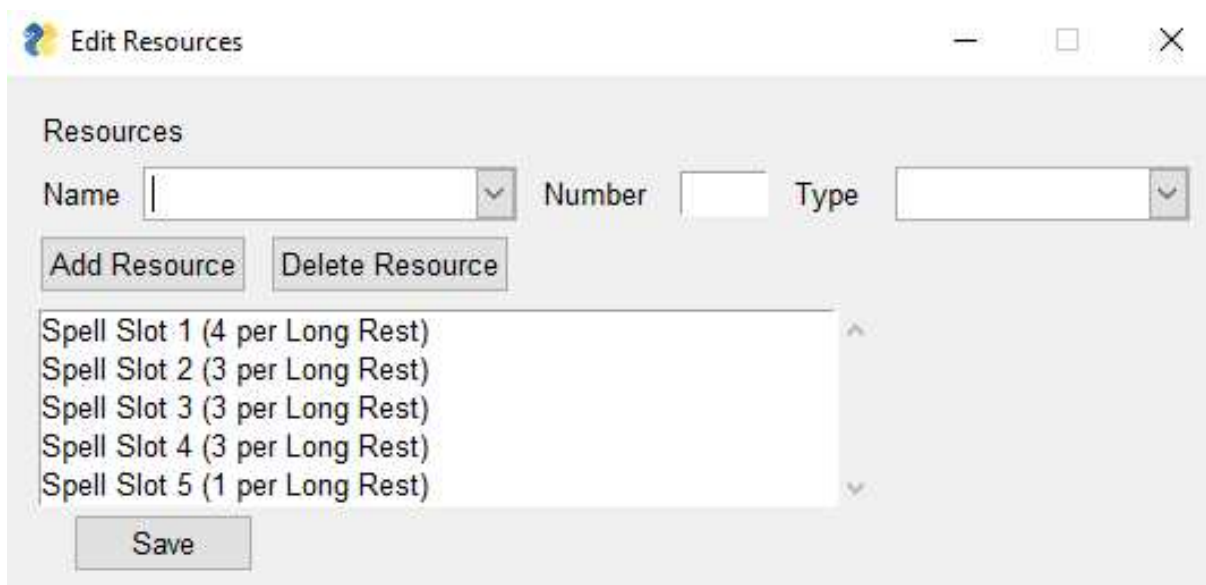 Edit Resources
Resources
Name Number Type
Add Resource Delete Resource
Spell Slot 1 (4 per Long Rest)
Spell Slot 2 (3 per Long Rest)
Spell Slot 3 (3 per Long Rest)
Spell Slot 4 (3 per Long Rest)
Spell Slot 5 (1 per Long Rest)
Save